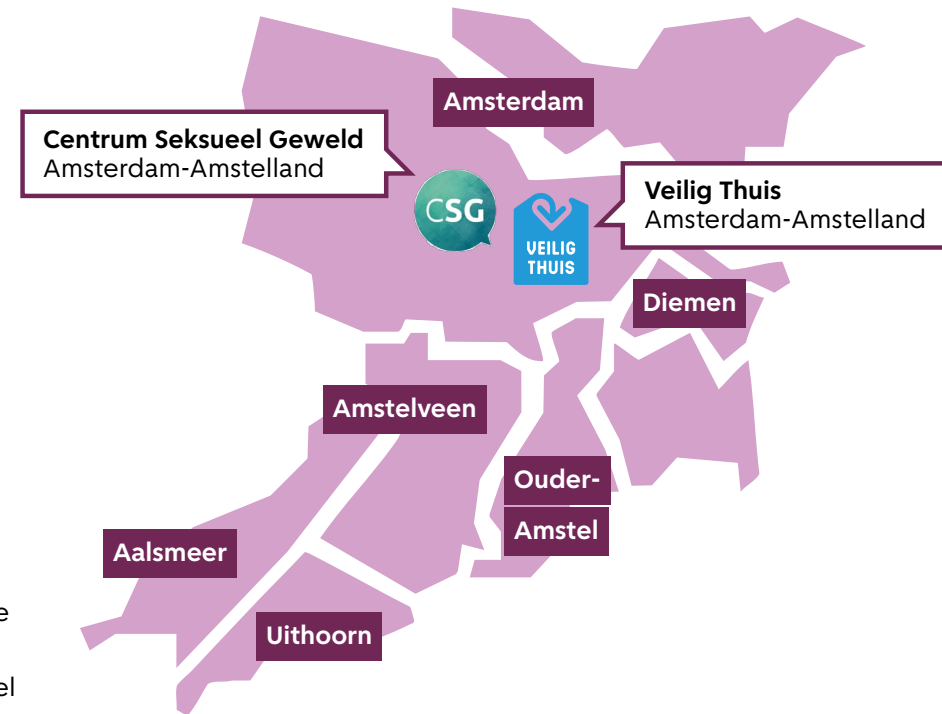 Amsterdam
Centrum Seksueel Geweld
Amsterdam-Amstelland
CSG
VEILIG
THUIS
Veilig Thuis
Amsterdam-Amstelland
Diemen
Amstelveen
Ouder-
Amstel
Aalsmeer
Uithoorn
e
el